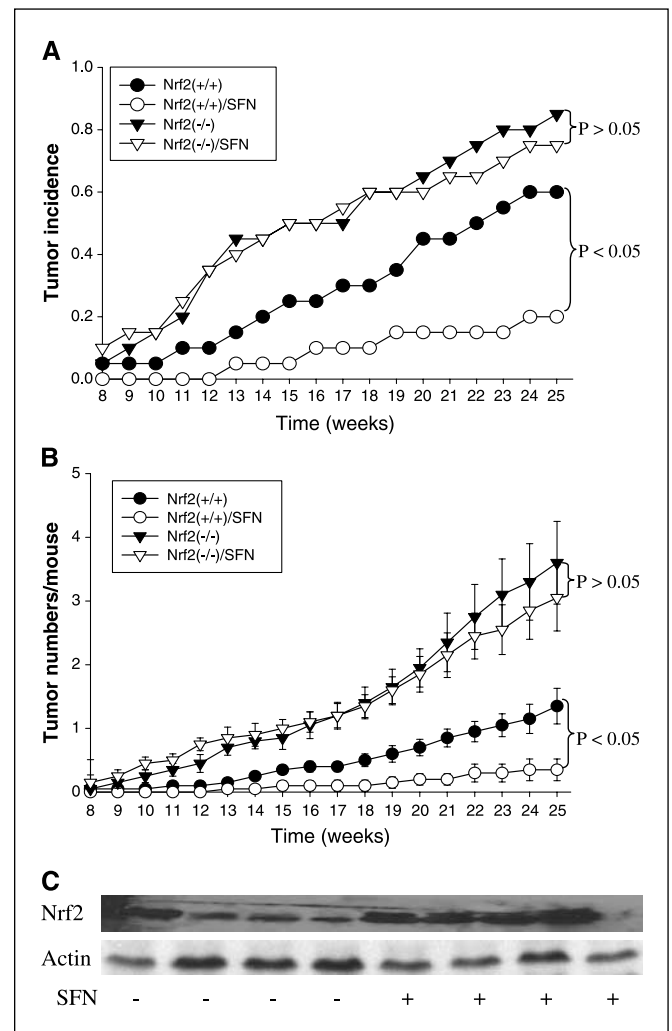 A
Nrf2(+/+)
Nrf2(+/+)/SFN
Nrf2(-/-)
Nrf2(-/-)/SFN
1.0
0.8
0.6
0.4
0.2
0.0
Tumor incidence
P > 0.05
P < 0.05
8 9 10 11 12 13 14 15 16 17 18 19 20 21 22 23 24 25
Time (weeks)
B
Nrf2(+/+)
Nrf2(+/+)/SFN
Nrf2(-/-)
Nrf2(-/-)/SFN
5
4
3
2
1
0
Tumor numbers/mouse
P > 0.05
P < 0.05
8 9 10 11 12 13 14 15 16 17 18 19 20 21 22 23 24 25
Time (weeks)
C
Nrf2
Actin
SFN - - - - + + + +